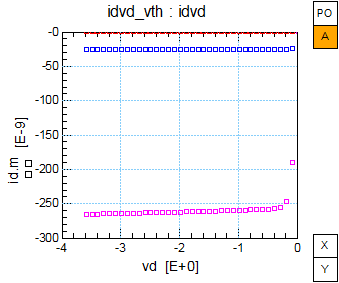 idvd_vth : idvd
PO
A
-0
-50
-100
-150
-200
-250
-300
id.m [E-9]
-4 -3 -2 -1 0
vd [E+0]
X
Y